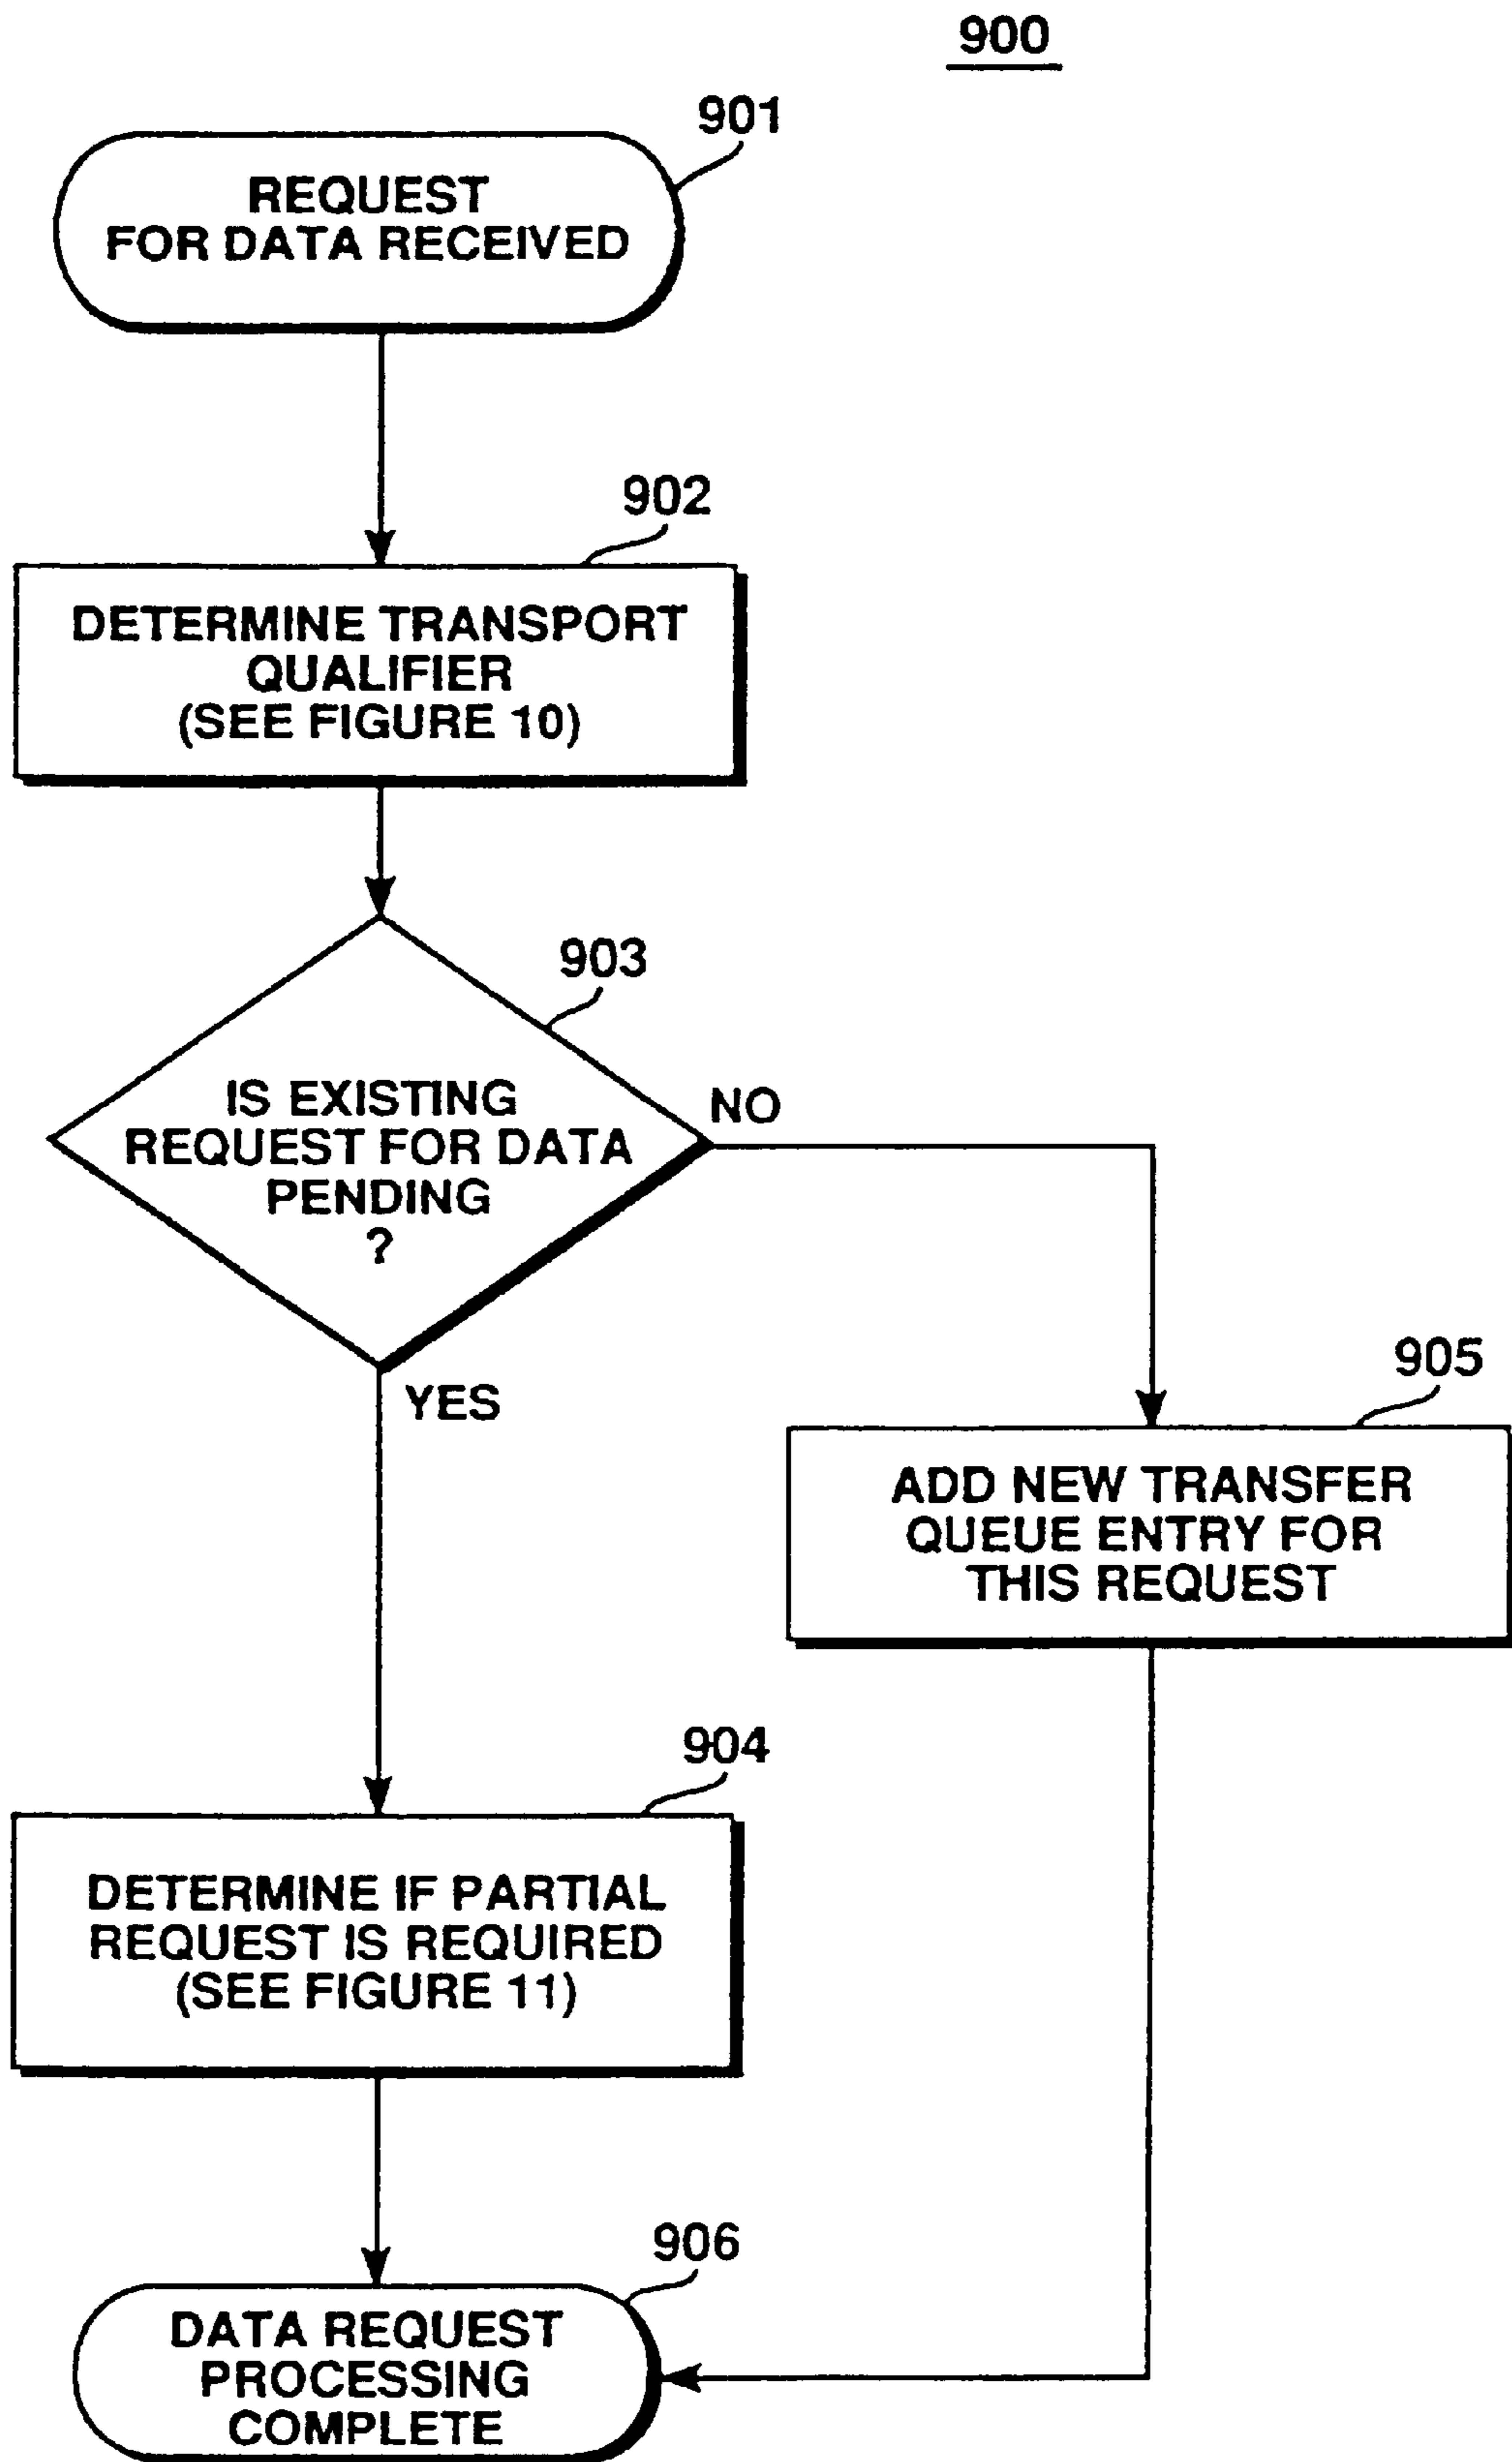 900
901
REQUEST
FOR DATA RECEIVED
902
DETERMINE TRANSPORT
QUALIFIER
(SEE FIGURE 10)
903
IS EXISTING
REQUEST FOR DATA
PENDING
?
NO
YES
905
ADD NEW TRANSFER
QUEUE ENTRY FOR
THIS REQUEST
904
DETERMINE IF PARTIAL
REQUEST IS REQUIRED
(SEE FIGURE 11)
906
DATA REQUEST
PROCESSING
COMPLETE